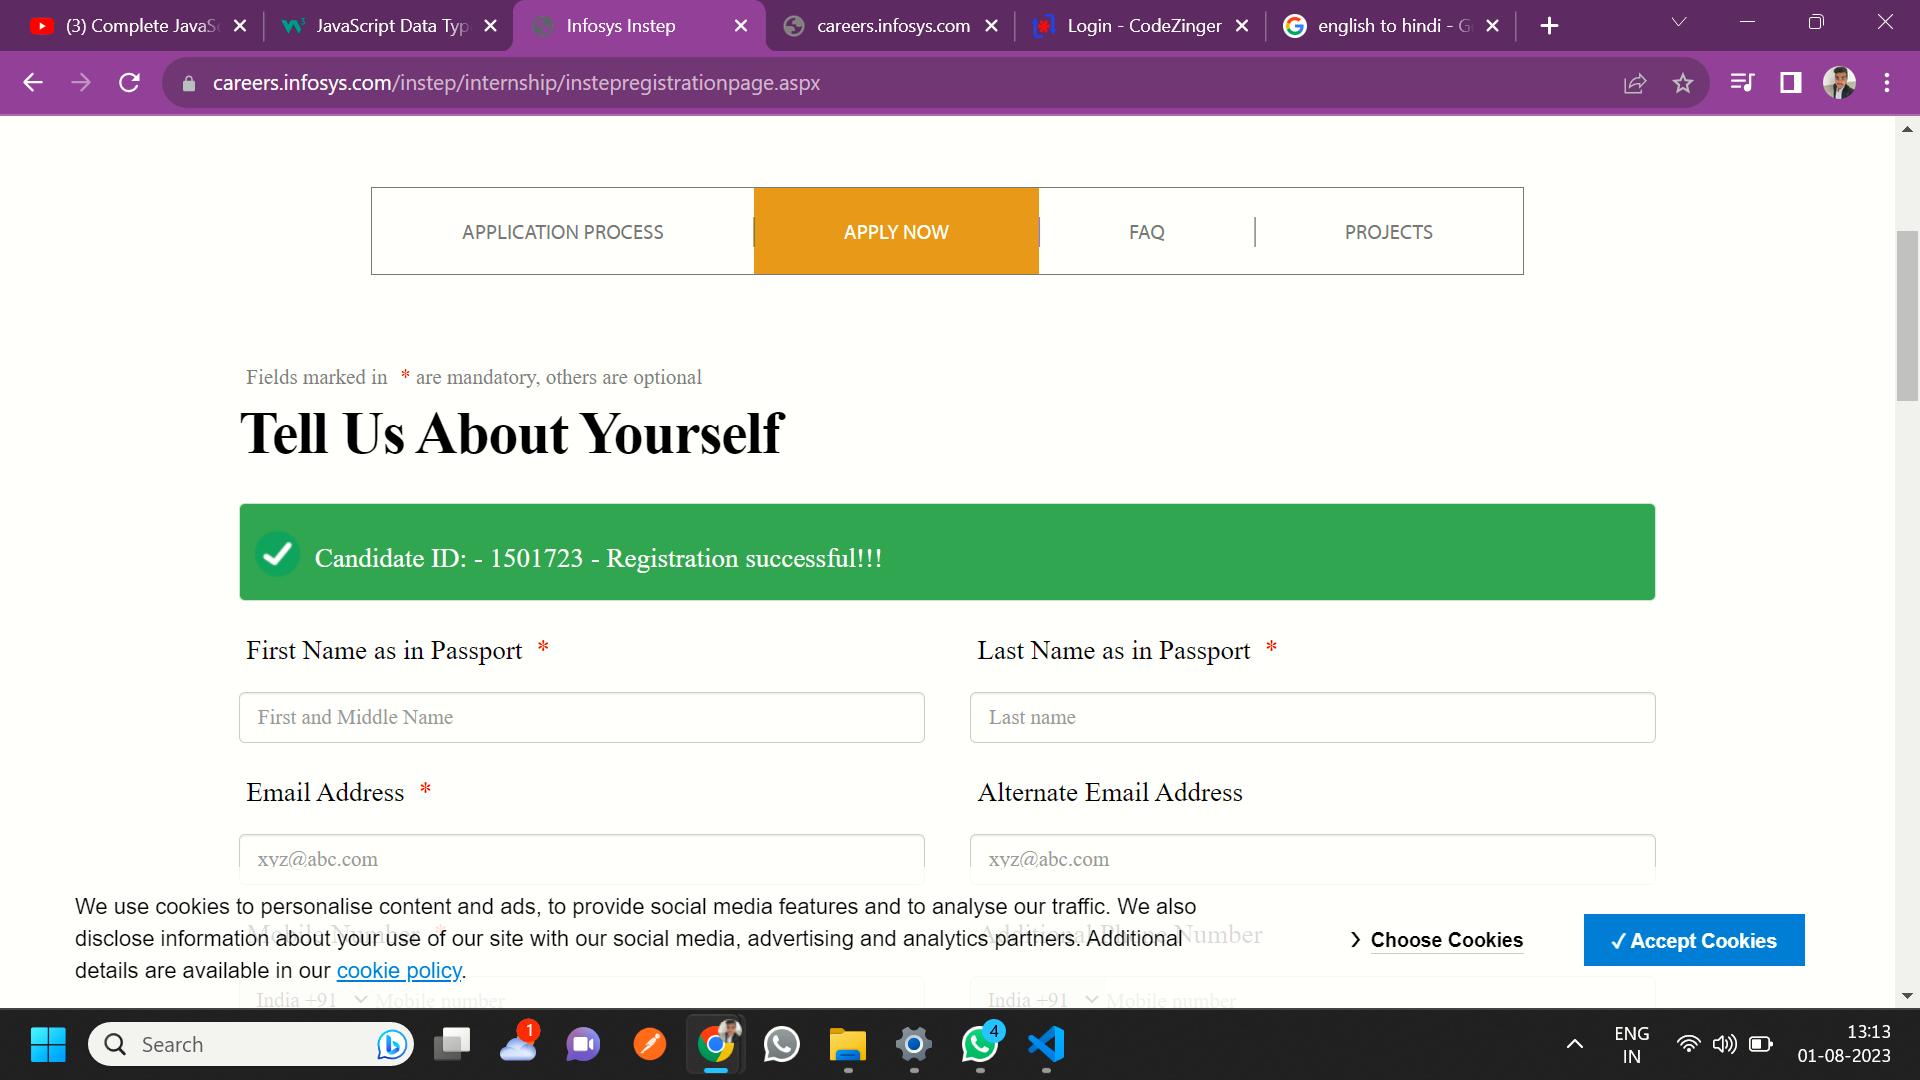 (3) Complete JavaSc
JavaScript Data Typ
Infosys Instep
careers.infosys.com
Login - CodeZinger
english to hindi - G
careers.infosys.com/instep/internship/instepregistrationpage.aspx
APPLICATION PROCESS
APPLY NOW
FAQ
PROJECTS
Fields marked in * are mandatory, others are optional
Tell Us About Yourself
Candidate ID: - 1501723 - Registration successful!!!
First Name as in Passport *
Last Name as in Passport *
First and Middle Name
Last name
Email Address *
Alternate Email Address
xyz@abc.com
xyz@abc.com
Mobile Number *
Additional Phone Number
We use cookies to personalise content and ads, to provide social media features and to analyse our traffic. We also
disclose information about your use of our site with our social media, advertising and analytics partners. Additional
details are available in our cookie policy.
Choose Cookies
✓ Accept Cookies
India +91 Mobile number
India +91 Mobile number
Search
1
4
ENG
IN
13:13
01-08-2023